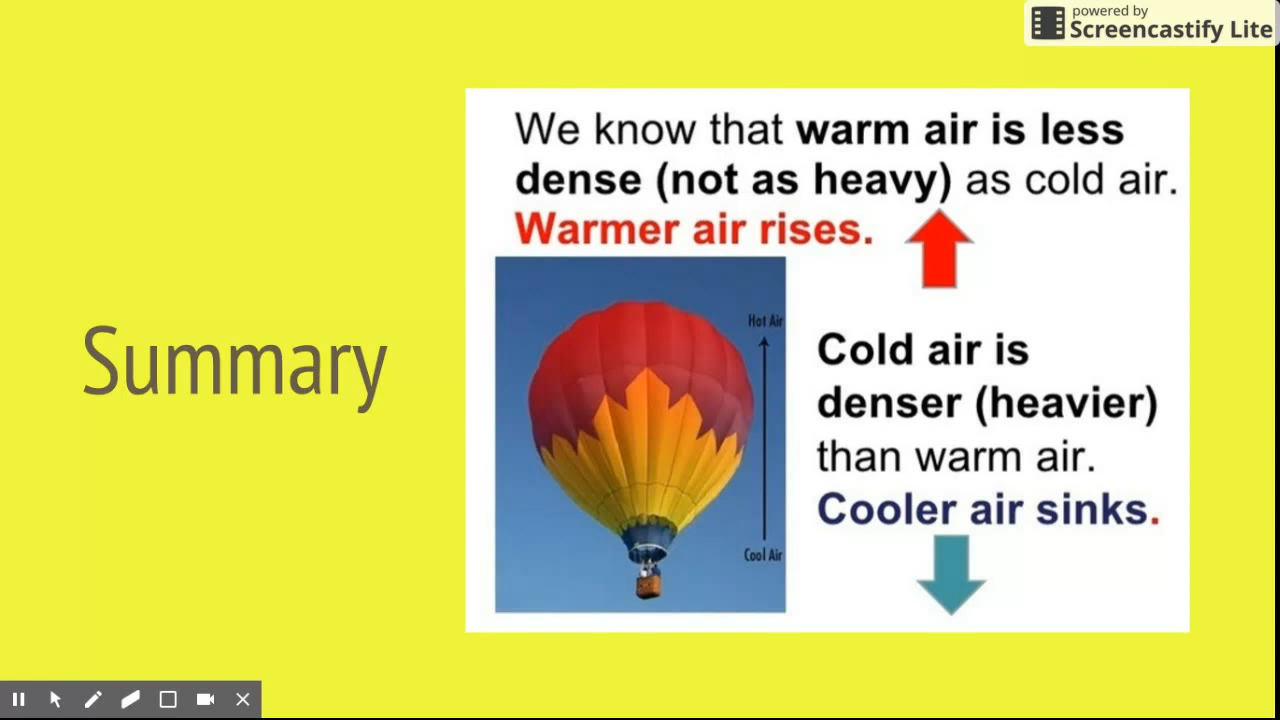 powered by
Screencastify Lite
We know that warm air is less
dense (not as heavy) as cold air.
Warmer air rises.
Hot Air
Cool Air
Cold air is
denser (heavier)
than warm air.
Cooler air sinks.
Summary